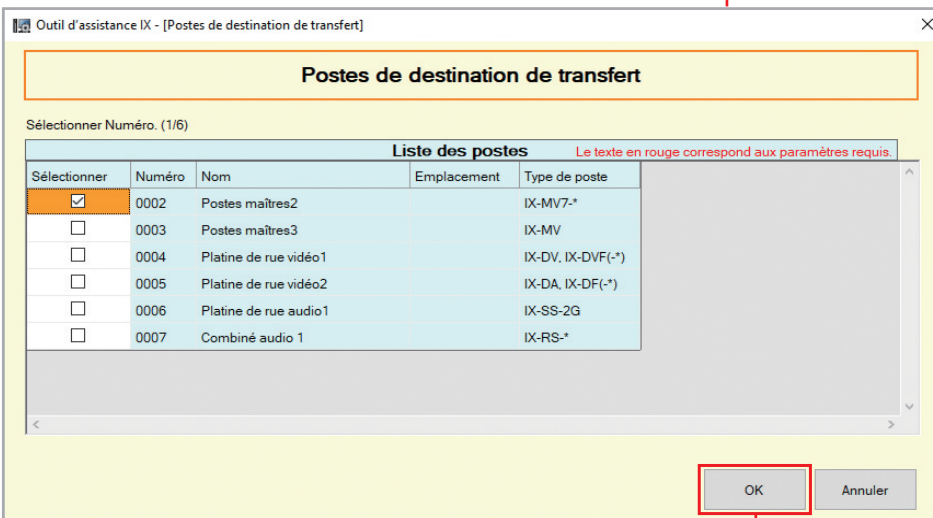 Outil d'assistance IX - [Postes de destination de transfert]
Postes de destination de transfert
Sélectionner Numéro. (1/6)
Liste des postes Le texte en rouge correspond aux paramètres requis.
Sélectionner Numéro Nom Emplacement Type de poste
0002 Postes maîtres2 IX-MV7-*
0003 Postes maîtres3 IX-MV
0004 Platine de rue vidéo1 IX-DV, IX-DVF(-*)
0005 Platine de rue vidéo2 IX-DA, IX-DF(-*)
0006 Platine de rue audio1 IX-SS-2G
0007 Combiné audio 1 IX-RS-*
OK Annuler